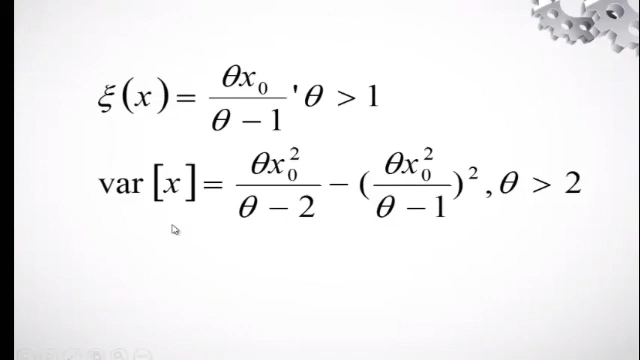 ξ(x) = θx₀ / (θ − 1) ' θ > 1
var[x] = θx₀² / (θ − 2) − (θx₀² / (θ − 1))², θ > 2